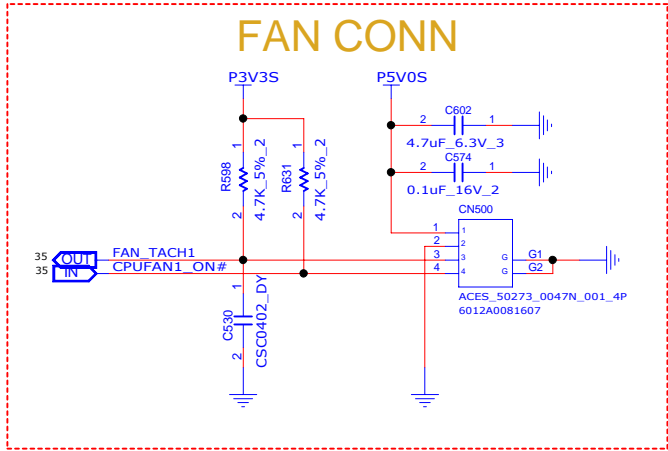 FAN CONN
P3V3S
P5V0S
C602
2 1
4.7uF_6.3V_3
C574
2 1
0.1uF_16V_2
1 1
R598
4.7K_5%_2
R631
4.7K_5%_2
2 2
CN500
1 1
2 2
3 3
4 4
G G1
G G2
ACES_50273_0047N_001_4P
6012A0081607
35 OUT FAN_TACH1
35 IN CPUFAN1_ON#
1
C530
CSC0402_DY
2